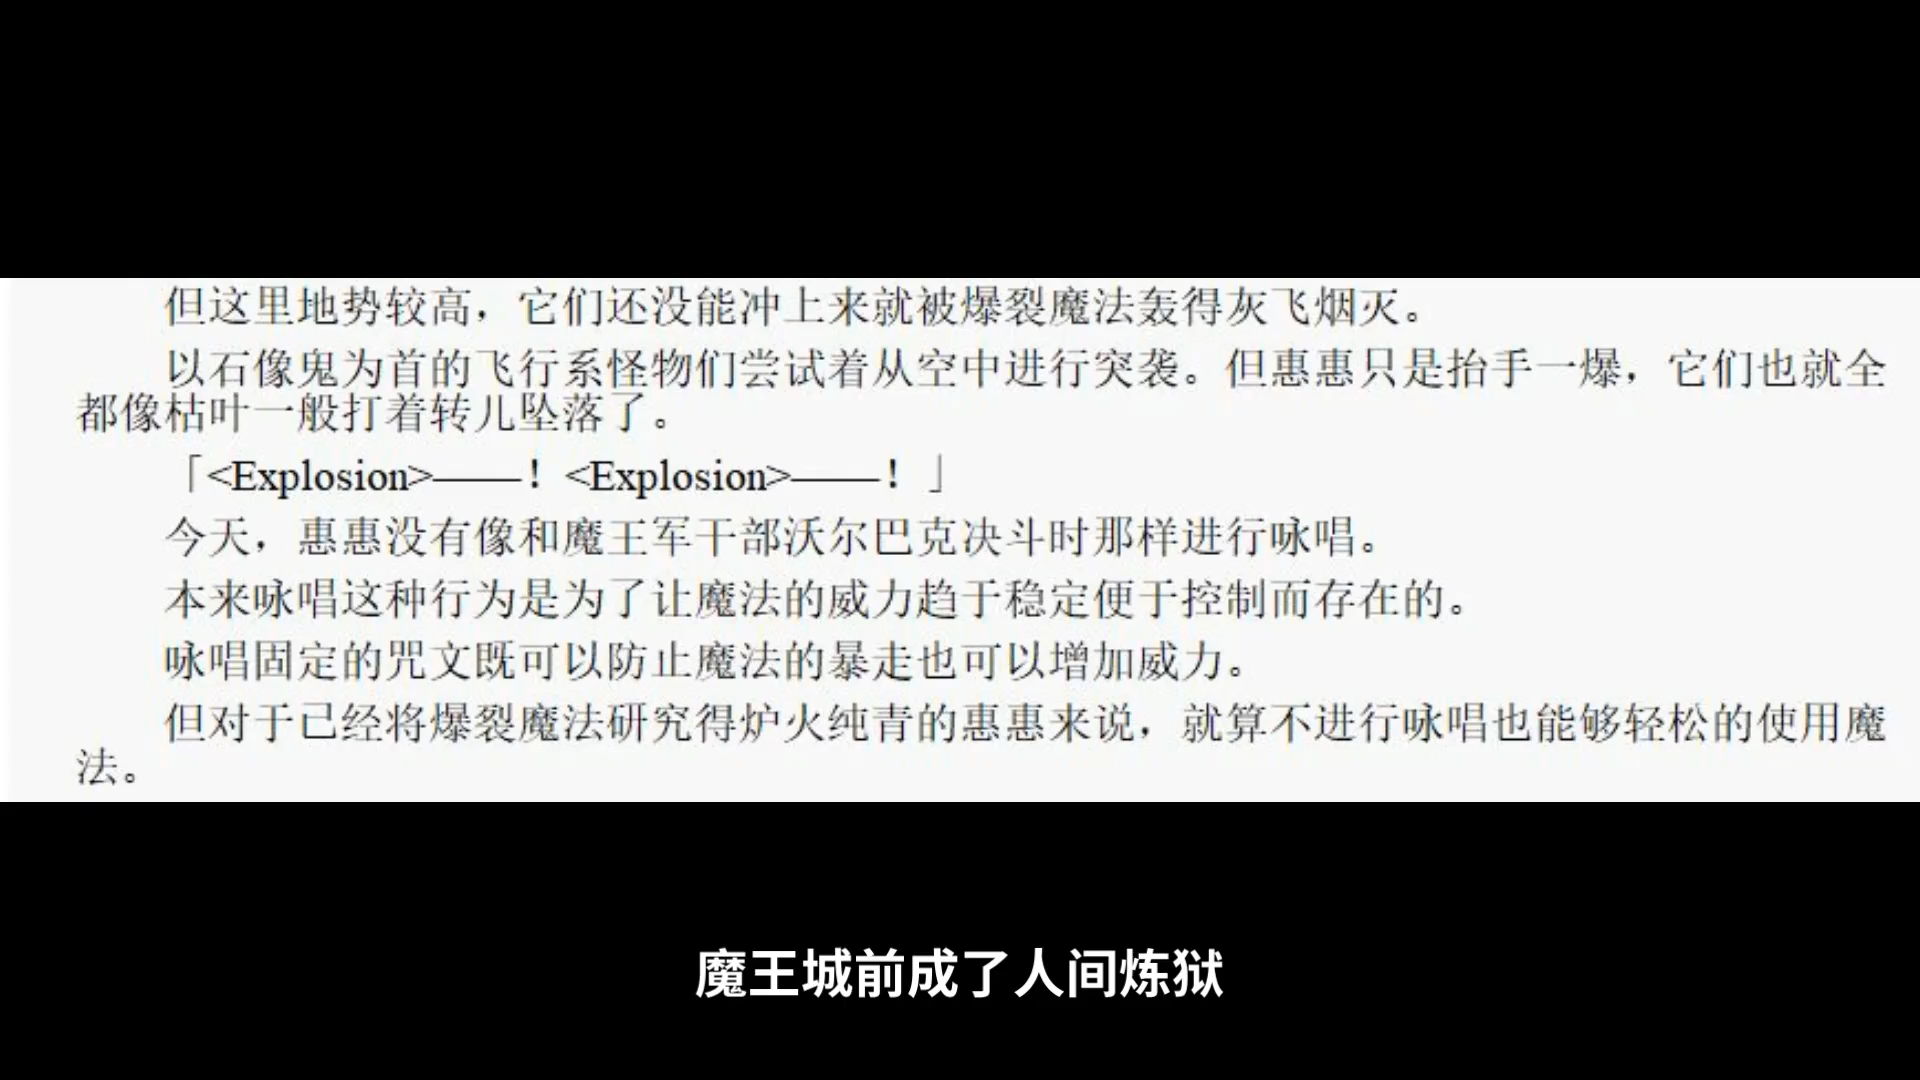 但这里地势较高，它们还没能冲上来就被爆裂魔法轰得灰飞烟灭。
以石像鬼为首的飞行系怪物们尝试着从空中进行突袭。但惠惠只是抬手一爆，它们也就全
都像枯叶一般打着转儿坠落了。
「<Explosion>——！<Explosion>——！」
今天，惠惠没有像和魔王军干部沃尔巴克决斗时那样进行咏唱。
本来咏唱这种行为是为了让魔法的威力趋于稳定便于控制而存在的。
咏唱固定的咒文既可以防止魔法的暴走也可以增加威力。
但对于已经将爆裂魔法研究得炉火纯青的惠惠来说，就算不进行咏唱也能够轻松的使用魔
法。
魔王城前成了人间炼狱